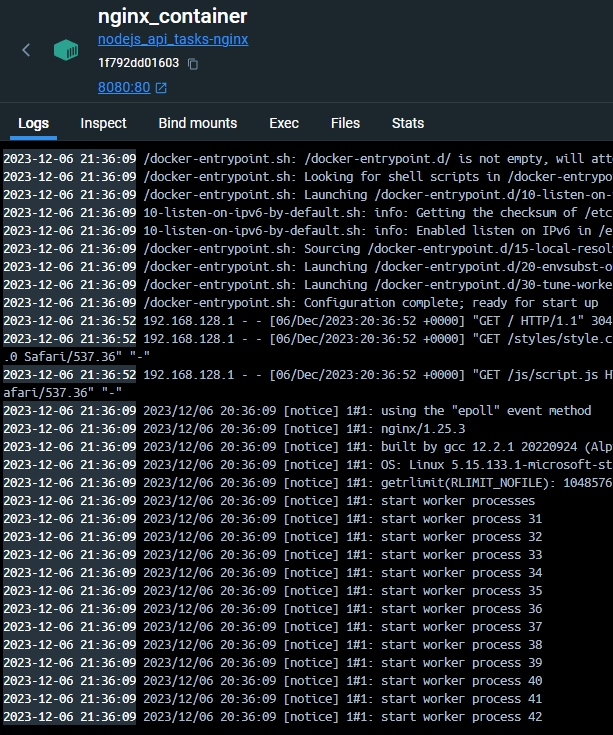 nginx_container
nodejs_api_tasks-nginx
1f792dd01603
8080:80
Logs Inspect Bind mounts Exec Files Stats
2023-12-06 21:36:09 /docker-entrypoint.sh: /docker-entrypoint.d/ is not empty, will att
2023-12-06 21:36:09 /docker-entrypoint.sh: Looking for shell scripts in /docker-entrypo
2023-12-06 21:36:09 /docker-entrypoint.sh: Launching /docker-entrypoint.d/10-listen-on-
2023-12-06 21:36:09 10-listen-on-ipv6-by-default.sh: info: Getting the checksum of /etc
2023-12-06 21:36:09 10-listen-on-ipv6-by-default.sh: info: Enabled listen on IPv6 in /e
2023-12-06 21:36:09 /docker-entrypoint.sh: Sourcing /docker-entrypoint.d/15-local-resol
2023-12-06 21:36:09 /docker-entrypoint.sh: Launching /docker-entrypoint.d/20-envsubst-o
2023-12-06 21:36:09 /docker-entrypoint.sh: Launching /docker-entrypoint.d/30-tune-worke
2023-12-06 21:36:09 /docker-entrypoint.sh: Configuration complete; ready for start up
2023-12-06 21:36:52 192.168.128.1 - - [06/Dec/2023:20:36:52 +0000] "GET / HTTP/1.1" 304
2023-12-06 21:36:52 192.168.128.1 - - [06/Dec/2023:20:36:52 +0000] "GET /styles/style.c
.0 Safari/537.36" "-"
2023-12-06 21:36:52 192.168.128.1 - - [06/Dec/2023:20:36:52 +0000] "GET /js/script.js H
afari/537.36" "-"
2023-12-06 21:36:09 2023/12/06 20:36:09 [notice] 1#1: using the "epoll" event method
2023-12-06 21:36:09 2023/12/06 20:36:09 [notice] 1#1: nginx/1.25.3
2023-12-06 21:36:09 2023/12/06 20:36:09 [notice] 1#1: built by gcc 12.2.1 20220924 (Alp
2023-12-06 21:36:09 2023/12/06 20:36:09 [notice] 1#1: OS: Linux 5.15.133.1-microsoft-st
2023-12-06 21:36:09 2023/12/06 20:36:09 [notice] 1#1: getrlimit(RLIMIT_NOFILE): 1048576
2023-12-06 21:36:09 2023/12/06 20:36:09 [notice] 1#1: start worker processes
2023-12-06 21:36:09 2023/12/06 20:36:09 [notice] 1#1: start worker process 31
2023-12-06 21:36:09 2023/12/06 20:36:09 [notice] 1#1: start worker process 32
2023-12-06 21:36:09 2023/12/06 20:36:09 [notice] 1#1: start worker process 33
2023-12-06 21:36:09 2023/12/06 20:36:09 [notice] 1#1: start worker process 34
2023-12-06 21:36:09 2023/12/06 20:36:09 [notice] 1#1: start worker process 35
2023-12-06 21:36:09 2023/12/06 20:36:09 [notice] 1#1: start worker process 36
2023-12-06 21:36:09 2023/12/06 20:36:09 [notice] 1#1: start worker process 37
2023-12-06 21:36:09 2023/12/06 20:36:09 [notice] 1#1: start worker process 38
2023-12-06 21:36:09 2023/12/06 20:36:09 [notice] 1#1: start worker process 39
2023-12-06 21:36:09 2023/12/06 20:36:09 [notice] 1#1: start worker process 40
2023-12-06 21:36:09 2023/12/06 20:36:09 [notice] 1#1: start worker process 41
2023-12-06 21:36:09 2023/12/06 20:36:09 [notice] 1#1: start worker process 42